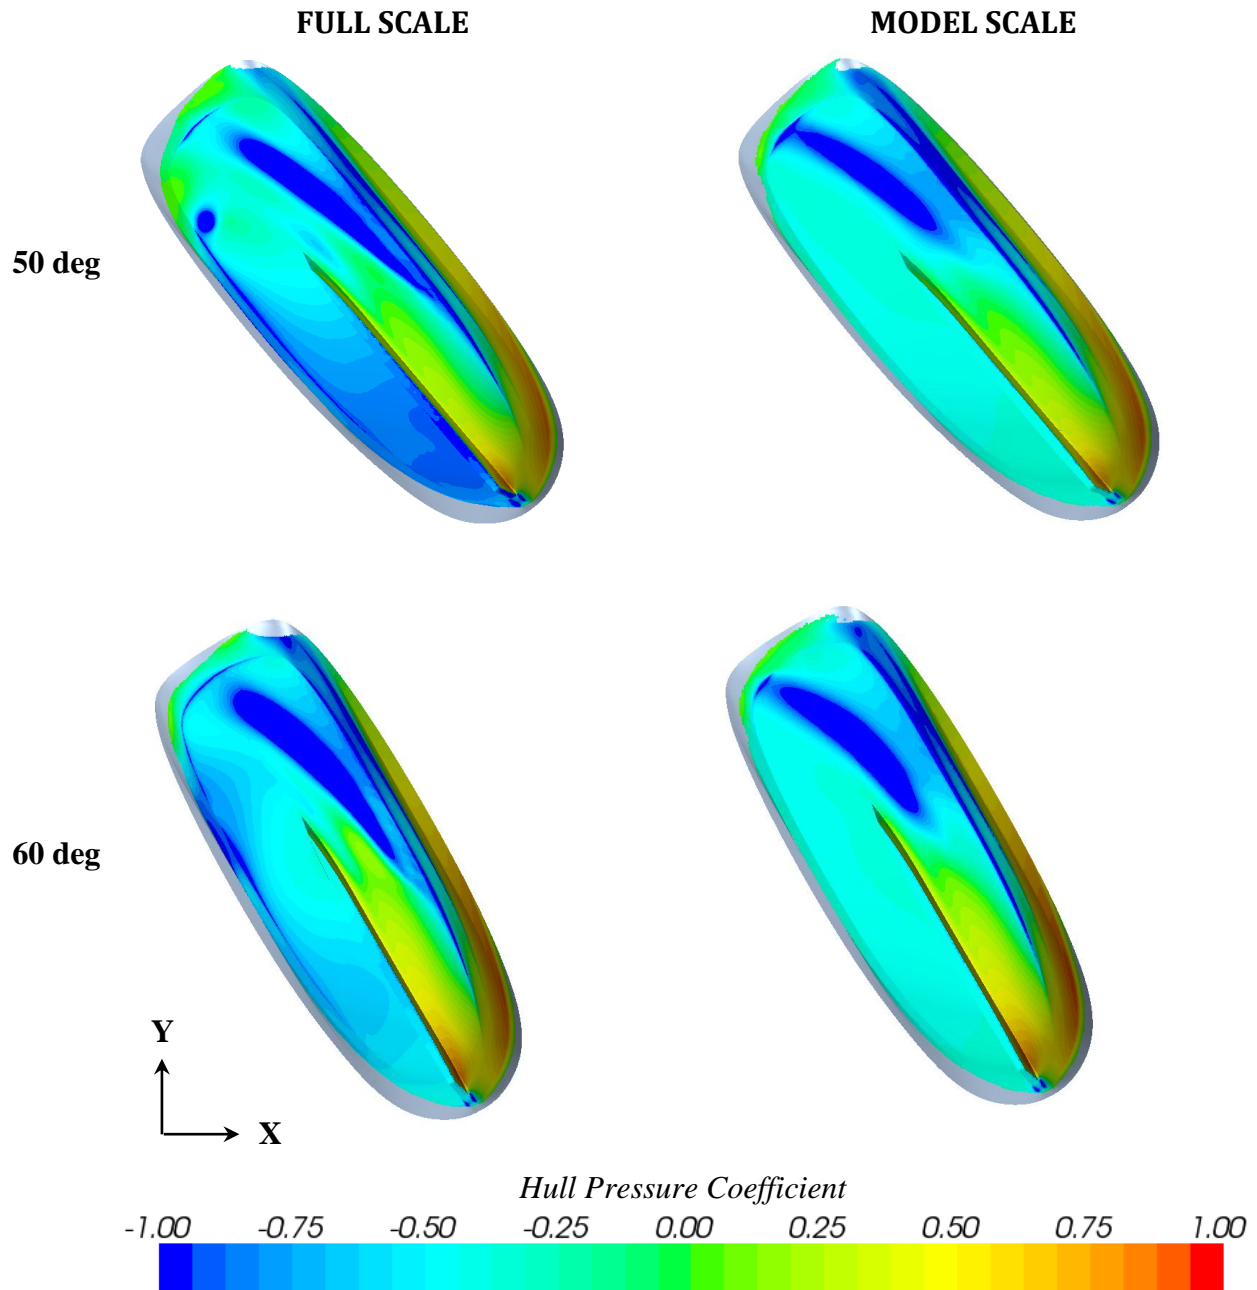 FULL SCALE
MODEL SCALE
50 deg
60 deg
Y
X
Hull Pressure Coefficient
-1.00 -0.75 -0.50 -0.25 0.00 0.25 0.50 0.75 1.00